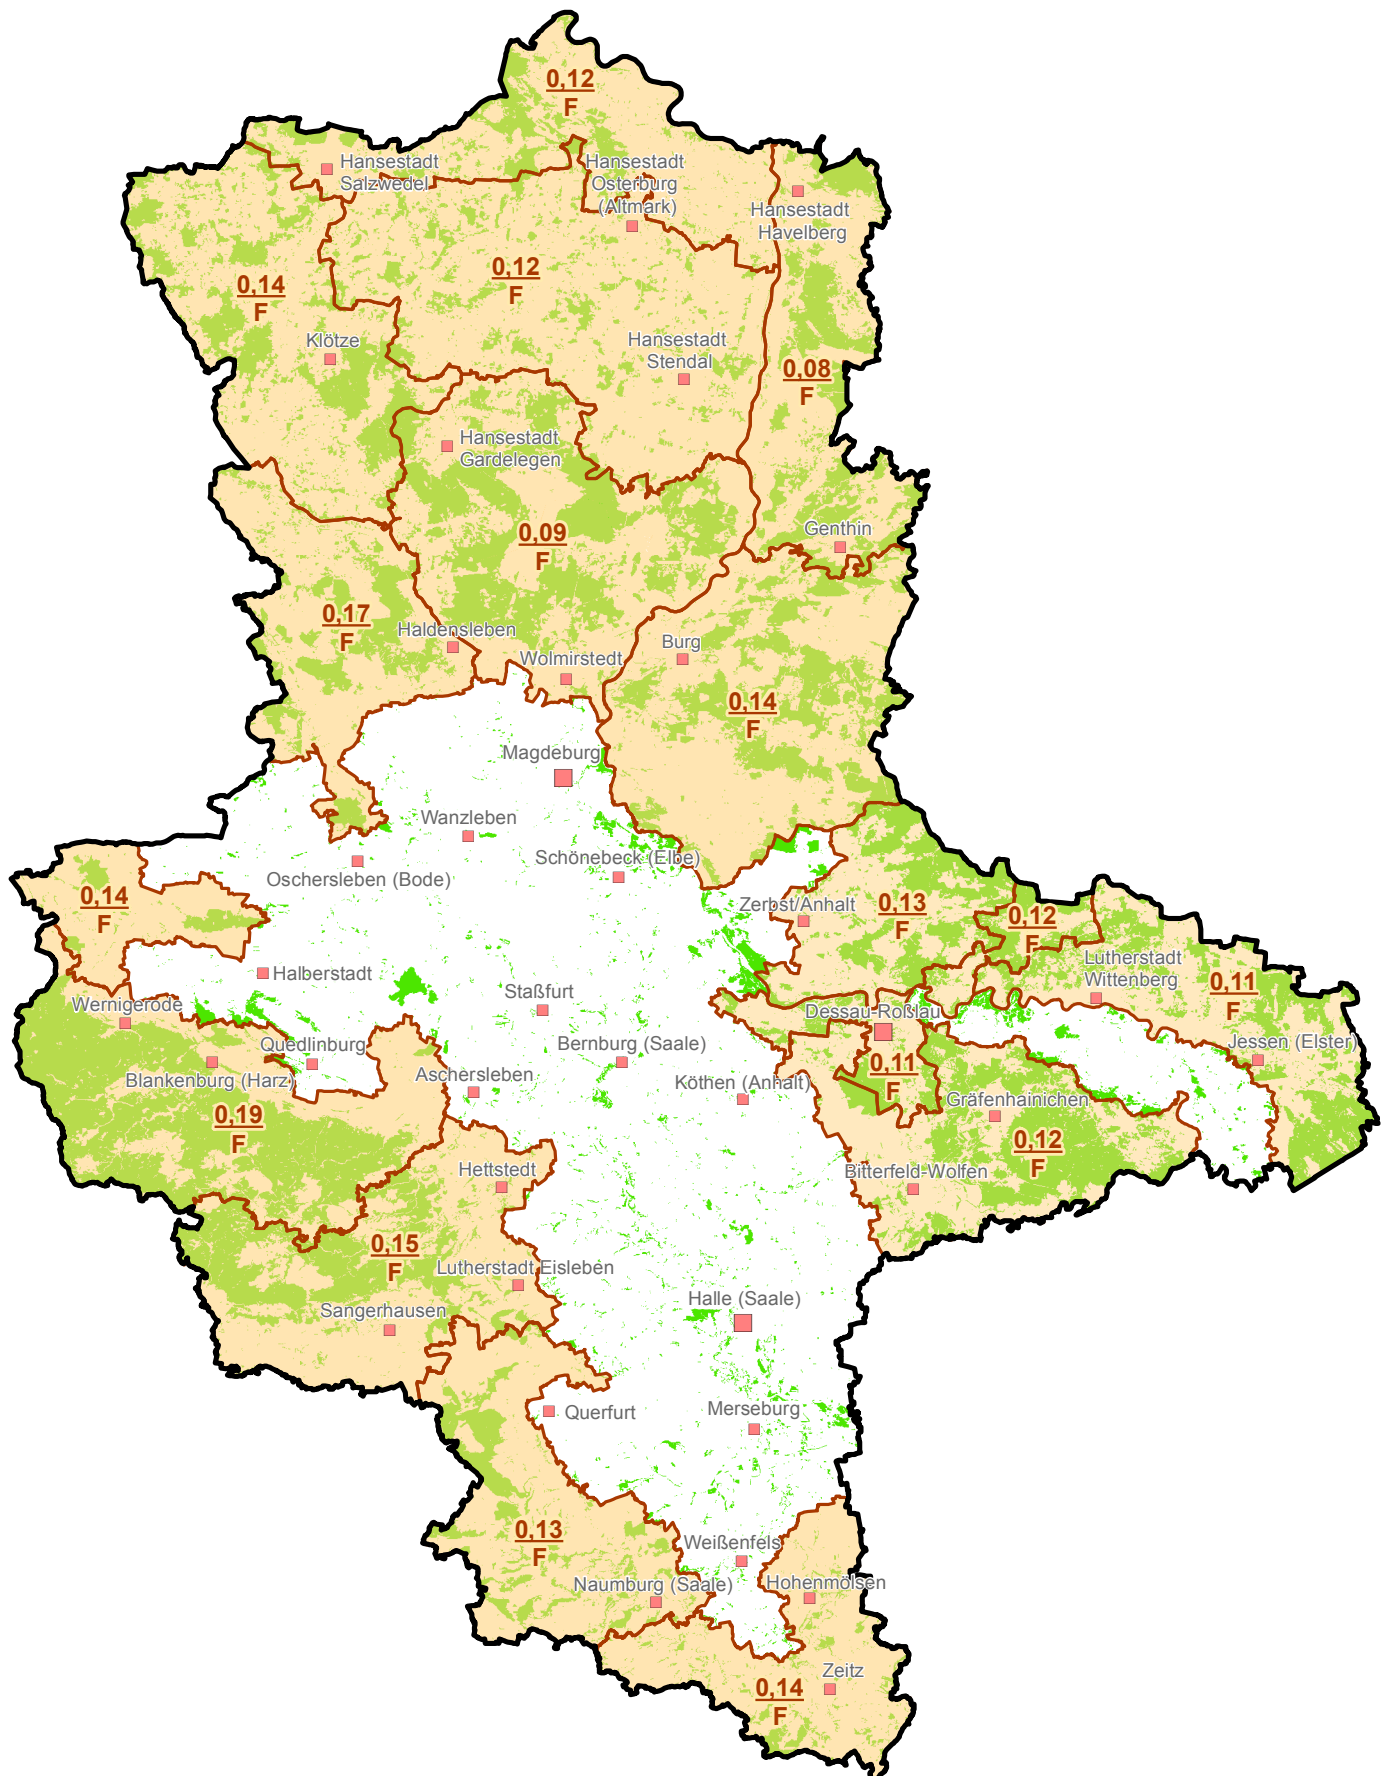 0,12
F
Hansestadt
Salzwedel
Hansestadt
Osterburg
(Altmark)
Hansestadt
Havelberg
0,14
F
0,12
F
Klötze
Hansestadt
Stendal
0,08
F
Hansestadt
Gardelegen
0,09
F
Genthin
0,17
F
Haldensleben
Wolmirstedt
Burg
0,14
F
Magdeburg
Wanzleben
Oschersleben (Bode)
Schönebeck (Elbe)
0,14
F
Zerbst/Anhalt
0,13
F
0,12
F
Lutherstadt
Wittenberg
0,11
F
Halberstadt
Wernigerode
Staßfurt
Dessau-Roßlau
Quedlinburg
Bernburg (Saale)
Jessen (Elster)
Blankenburg (Harz)
Aschersleben
Köthen (Anhalt)
0,11
F
Gräfenhainichen
0,19
F
0,12
F
Hettstedt
Bitterfeld-Wolfen
0,15
F
Lutherstadt Eisleben
Halle (Saale)
Sangerhausen
Querfurt
Merseburg
0,13
F
Weißenfels
Naumburg (Saale)
Hohenmölsen
Zeitz
0,14
F